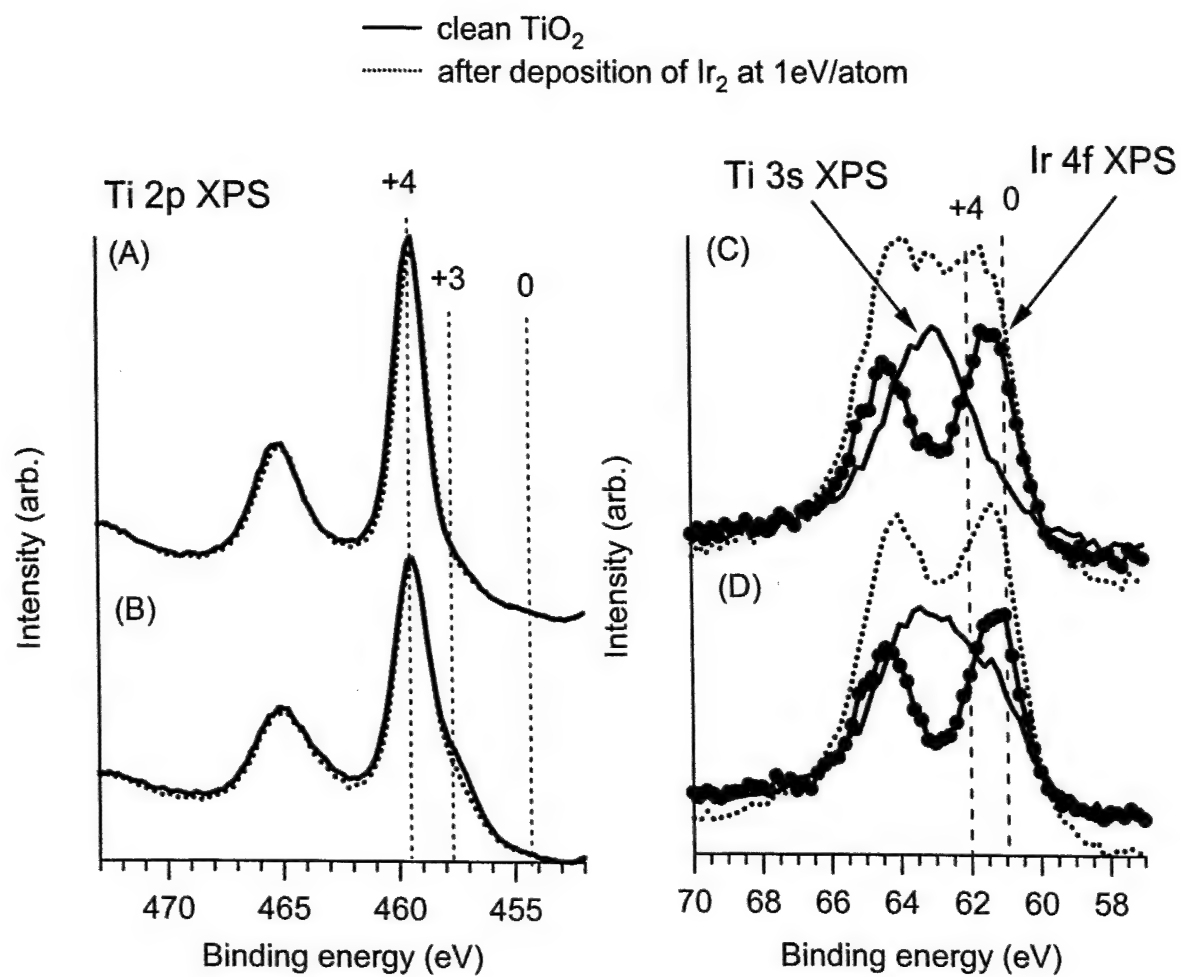 clean TiO₂
after deposition of Ir₂ at 1eV/atom
Ti 2p XPS
+4
+3
0
(A)
(B)
Intensity (arb.)
470 465 460 455
Binding energy (eV)
Ti 3s XPS
Ir 4f XPS
+4
0
(C)
(D)
Intensity (arb.)
70 68 66 64 62 60 58
Binding energy (eV)